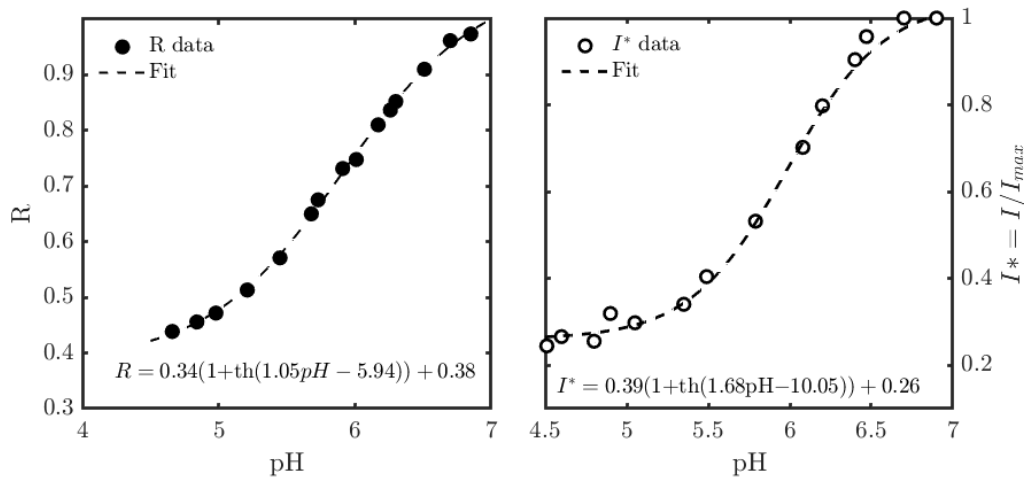 R
0.9
0.8
0.7
0.6
0.5
0.4
0.3
R data
Fit
R = 0.34(1+th(1.05pH − 5.94)) + 0.38
4 5 6 7
pH
I* data
Fit
I* = 0.39(1+th(1.68pH−10.05)) + 0.26
4.5 5 5.5 6 6.5 7
pH
1
0.8
0.6
0.4
0.2
I* = I/Imax